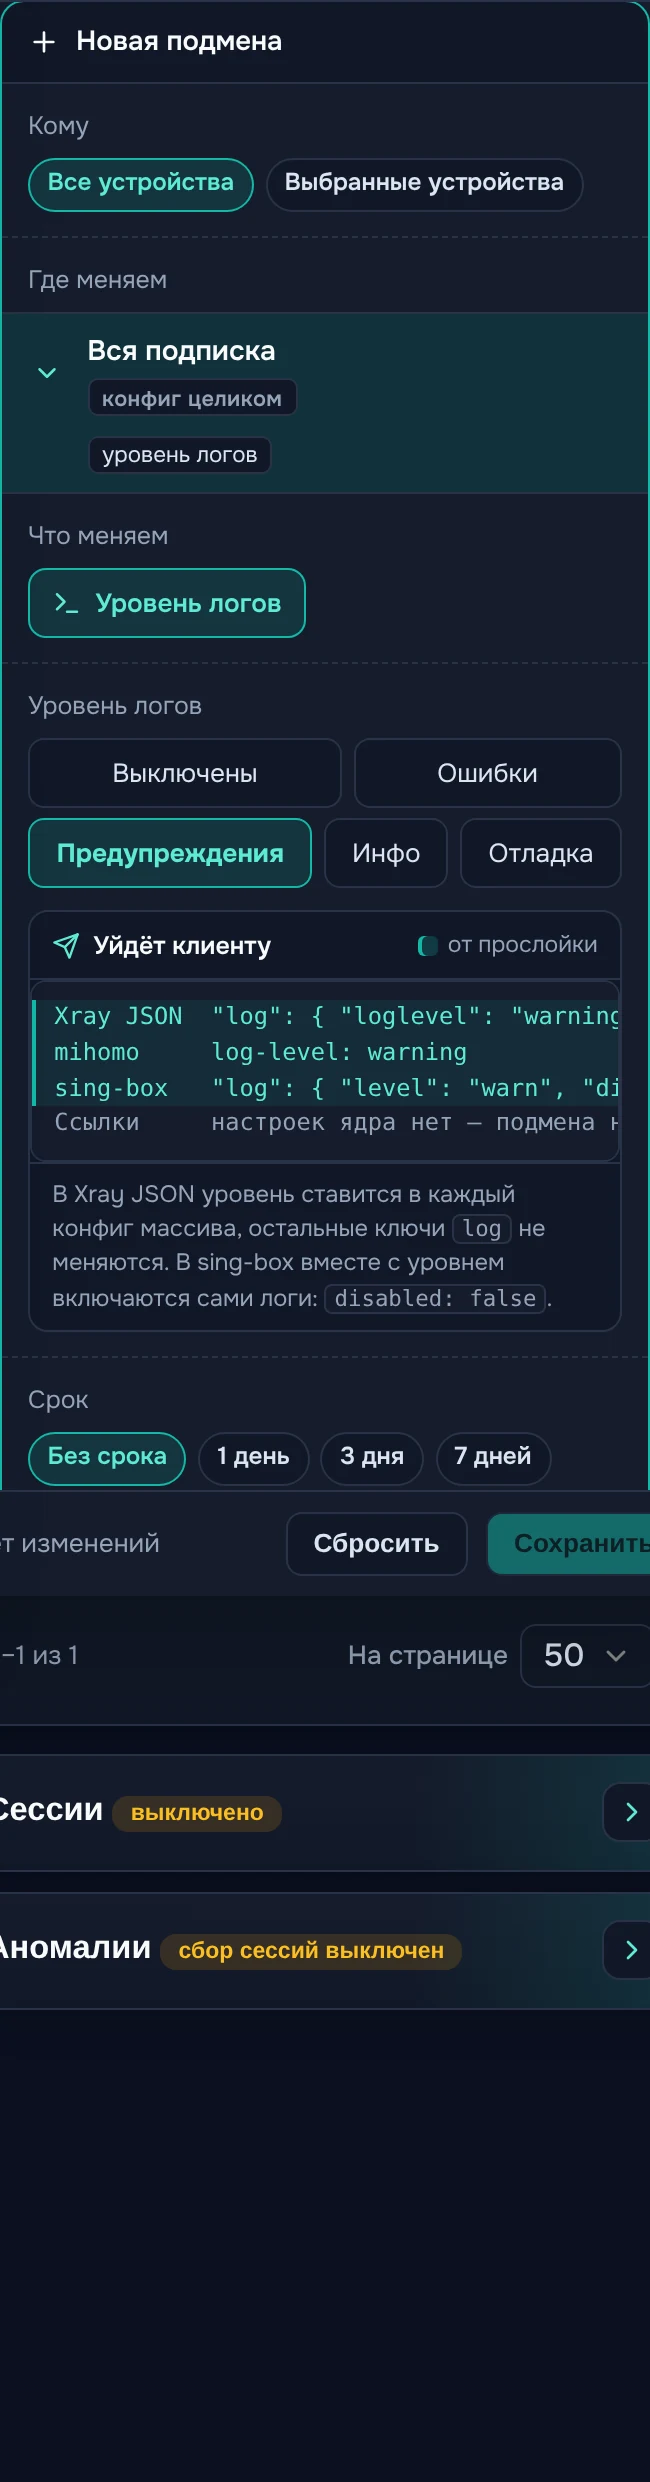 Новая подмена
Кому
Все устройства Выбранные устройства
Где меняем
Вся подписка
конфиг целиком
уровень логов
Что меняем
Уровень логов
Уровень логов
Выключены Ошибки
Предупреждения Инфо Отладка
Уйдёт клиенту от прослойки
Xray JSON "log": { "loglevel": "warning
mihomo log-level: warning
sing-box "log": { "level": "warn", "di
Ссылки настроек ядра нет — подмена
В Xray JSON уровень ставится в каждый
конфиг массива, остальные ключи log не
меняются. В sing-box вместе с уровнем
включаются сами логи: disabled: false.
Срок
Без срока 1 день 3 дня 7 дней
ет изменений Сбросить Сохранить
–1 из 1 На странице 50
Сессии выключено
Аномалии сбор сессий выключен